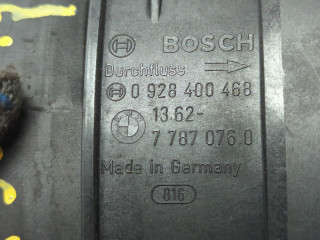 BOSCH
Durchfluss
0 928 400 468
13.62-
7 787 076.0
Made in Germany
816